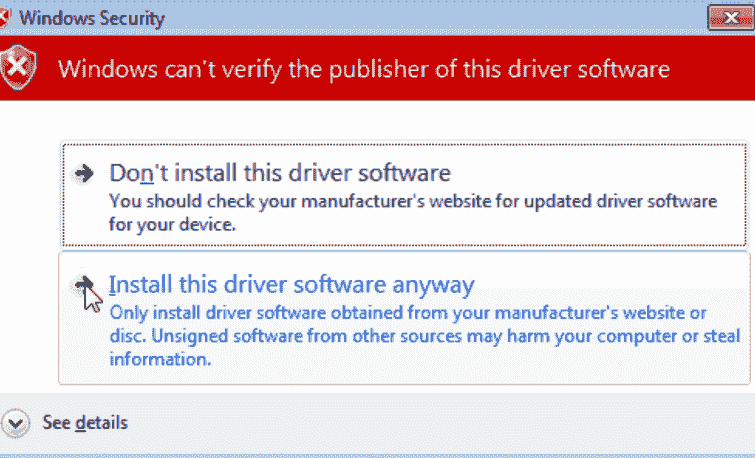 Windows Security
Windows can't verify the publisher of this driver software
Don't install this driver software
You should check your manufacturer's website for updated driver software
for your device.
Install this driver software anyway
Only install driver software obtained from your manufacturer's website or
disc. Unsigned software from other sources may harm your computer or steal
information.
See details